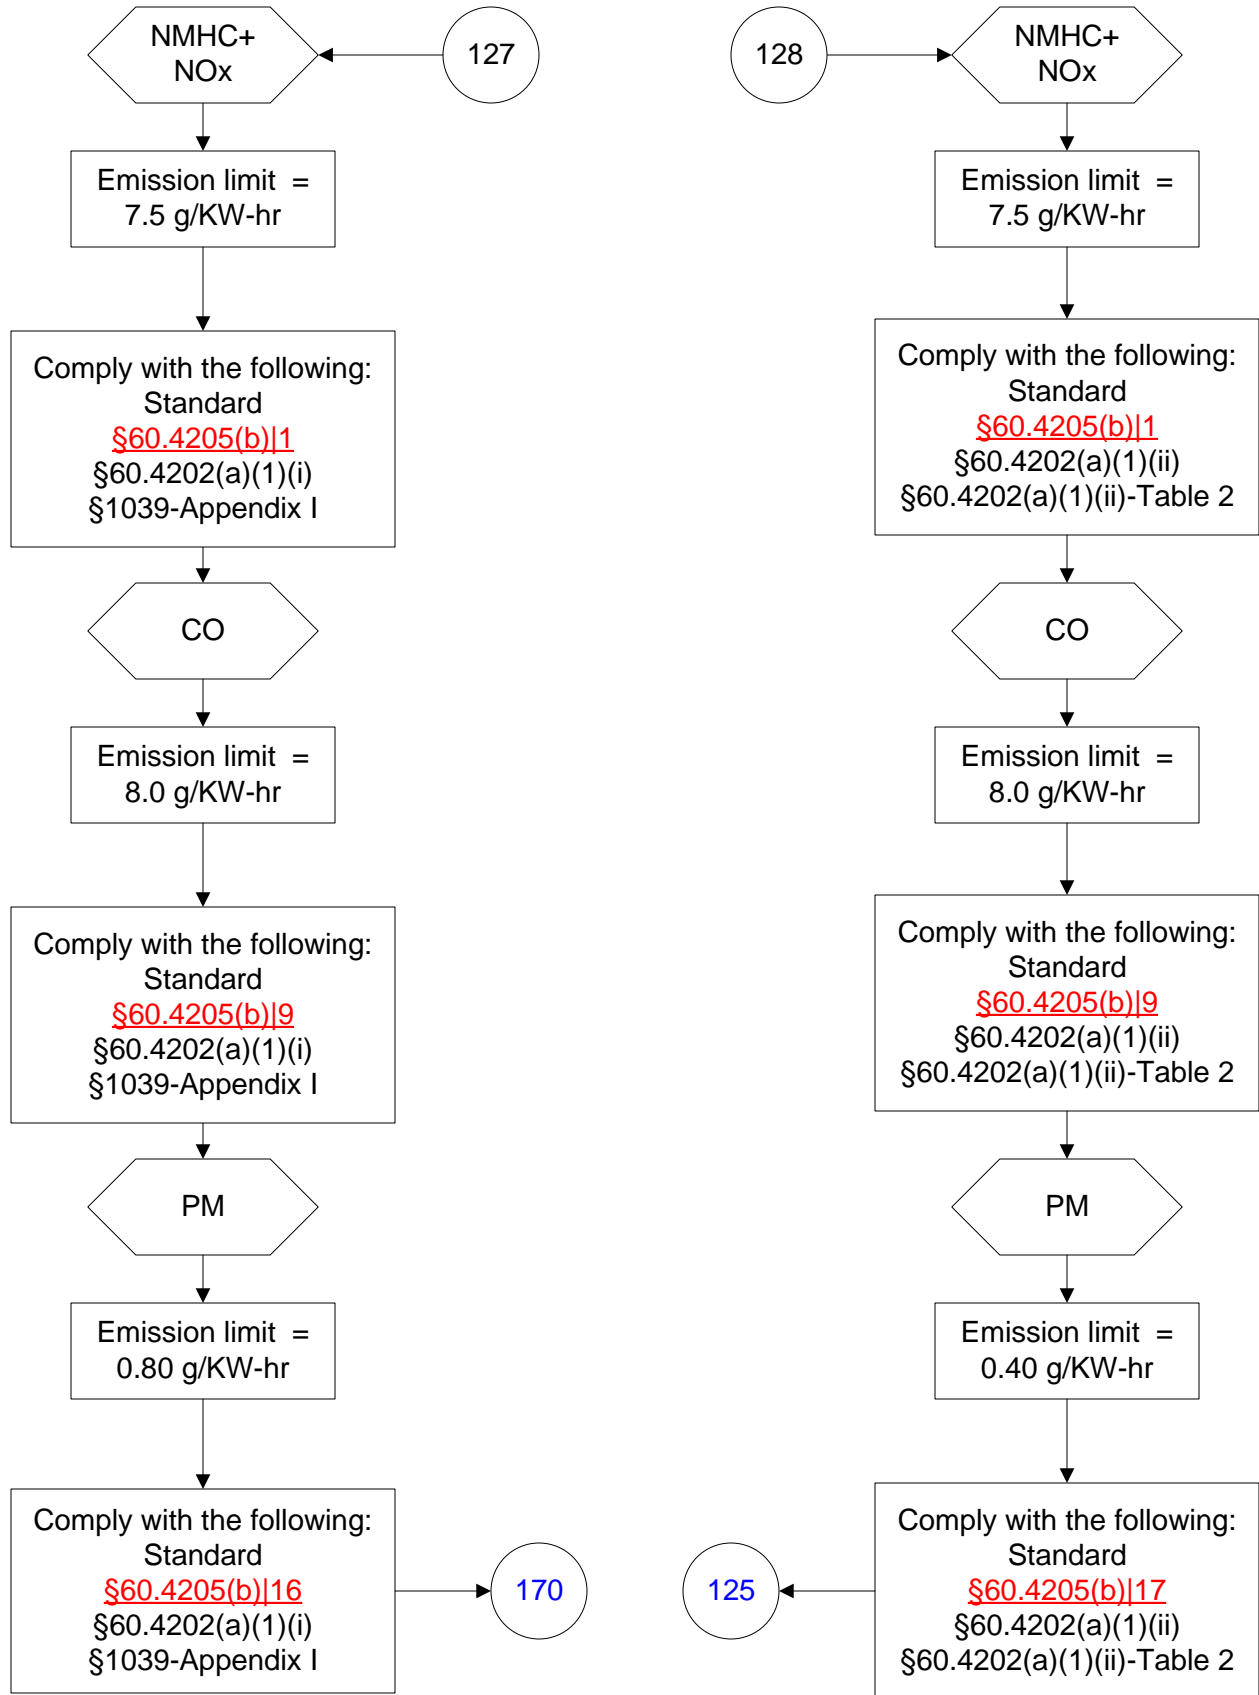 NMHC+
NOx
127
Emission limit =
7.5 g/KW-hr
Comply with the following:
Standard
§60.4205(b)|1
§60.4202(a)(1)(i)
§1039-Appendix I
CO
Emission limit =
8.0 g/KW-hr
Comply with the following:
Standard
§60.4205(b)|9
§60.4202(a)(1)(i)
§1039-Appendix I
PM
Emission limit =
0.80 g/KW-hr
Comply with the following:
Standard
§60.4205(b)|16
§60.4202(a)(1)(i)
§1039-Appendix I
170
128
NMHC+
NOx
Emission limit =
7.5 g/KW-hr
Comply with the following:
Standard
§60.4205(b)|1
§60.4202(a)(1)(ii)
§60.4202(a)(1)(ii)-Table 2
CO
Emission limit =
8.0 g/KW-hr
Comply with the following:
Standard
§60.4205(b)|9
§60.4202(a)(1)(ii)
§60.4202(a)(1)(ii)-Table 2
PM
Emission limit =
0.40 g/KW-hr
Comply with the following:
Standard
§60.4205(b)|17
§60.4202(a)(1)(ii)
§60.4202(a)(1)(ii)-Table 2
125